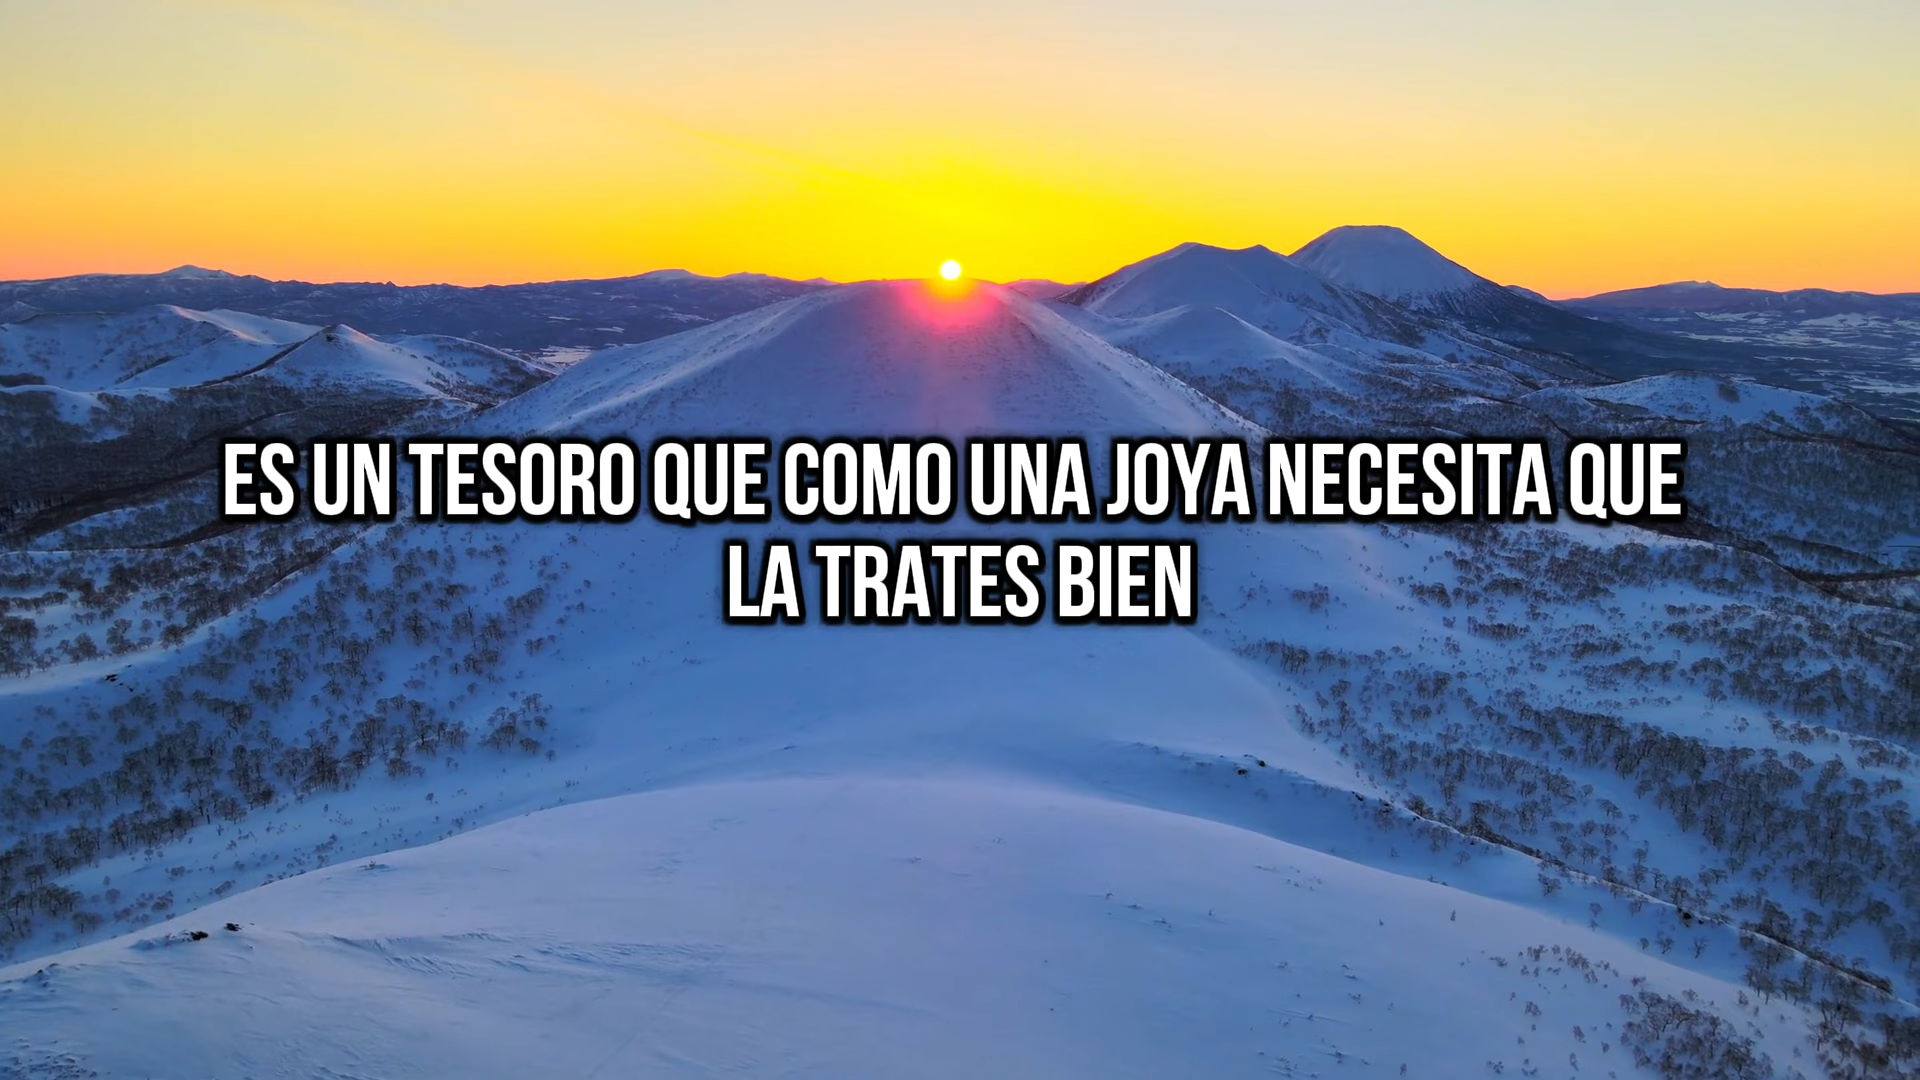 ES UN TESORO QUE COMO UNA JOYA NECESITA QUE
LA TRATES BIEN